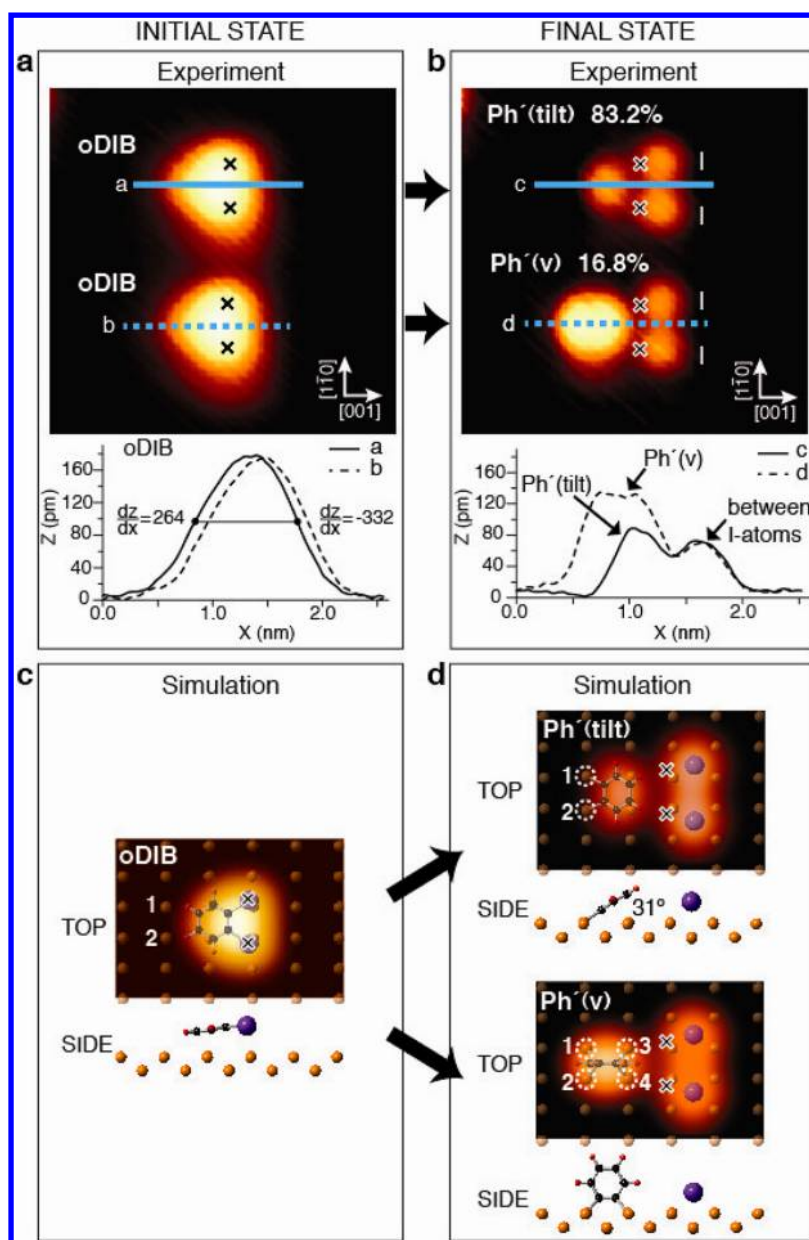 INITIAL STATE
FINAL STATE
a
Experiment
oDIB
a
oDIB
b
[11̄0]
[001]
oDIB
a
b
160
120
80
40
0
Z (pm)
dz/dx=264
dz/dx=-332
0.0
1.0
2.0
X (nm)
b
Experiment
Ph´(tilt) 83.2%
I
c
I
Ph´(v) 16.8%
I
d
I
[11̄0]
[001]
c
d
Ph´(v)
Ph´(tilt)
between
I-atoms
160
120
80
40
0
Z (pm)
0.0
1.0
2.0
X (nm)
c
Simulation
oDIB
TOP
1
2
SIDE
d
Simulation
Ph´(tilt)
TOP
1
2
SIDE
31º
Ph´(v)
TOP
1 3
2 4
SIDE